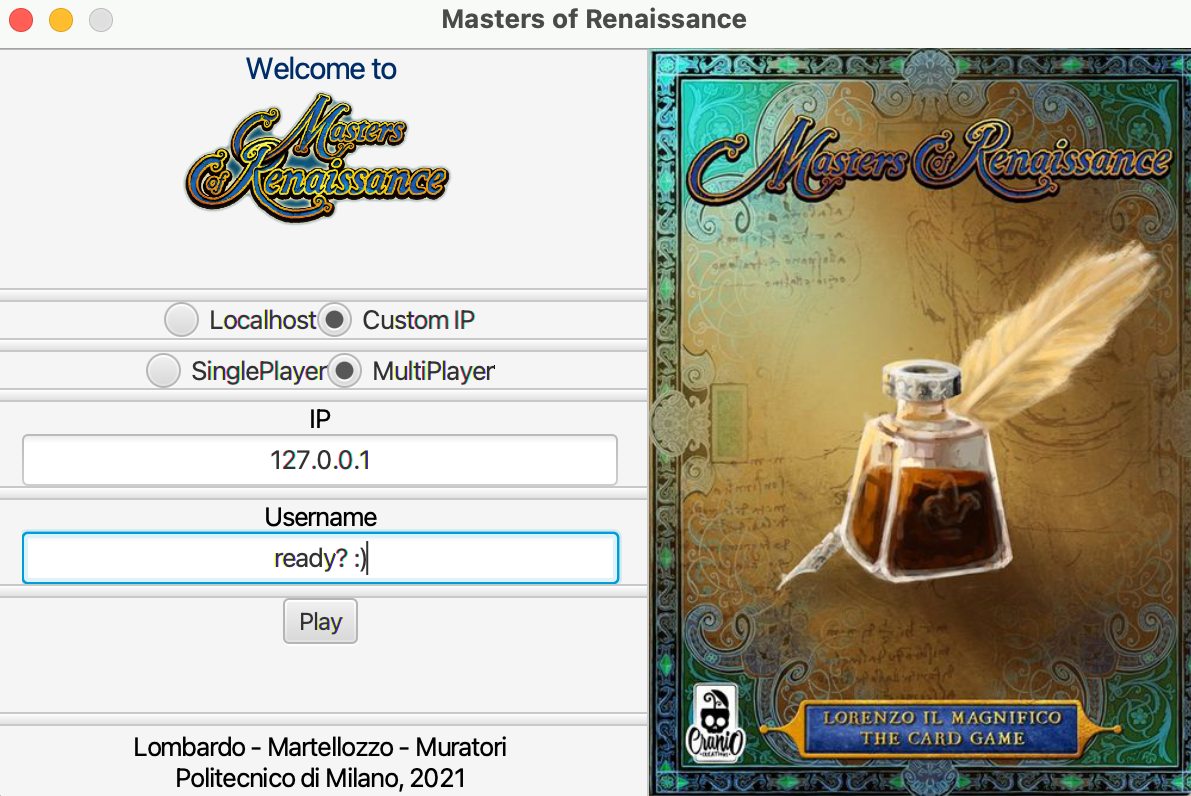 Masters of Renaissance
Welcome to
Masters
of Renaissance
Localhost Custom IP
SinglePlayer MultiPlayer
IP
127.0.0.1
Username
ready? :)
Play
Lombardo - Martellozzo - Muratori
Politecnico di Milano, 2021
Masters of Renaissance
LORENZO IL MAGNIFICO
THE CARD GAME
Cranio
CREATIONS